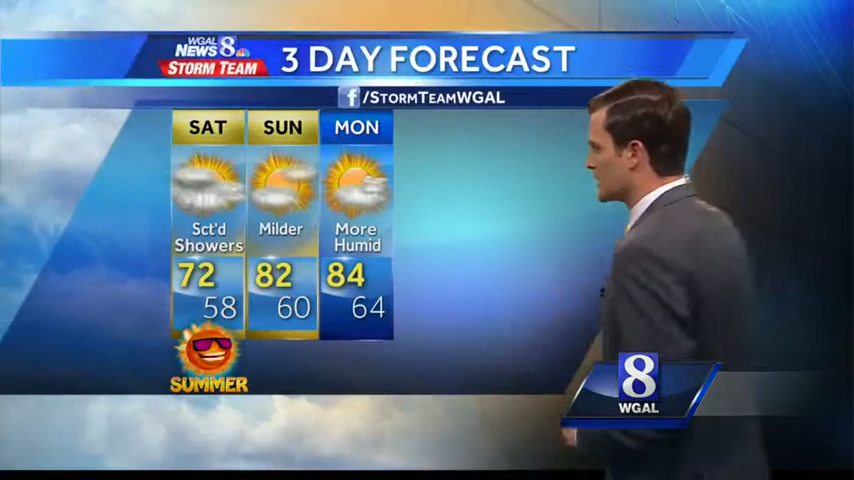 WGAL
NEWS 8
STORM TEAM
3 DAY FORECAST
f/STORMTEAMWGAL
SAT SUN MON
Sct'd Showers
Milder
More Humid
72 82 84
58 60 64
SUMMER
8
WGAL